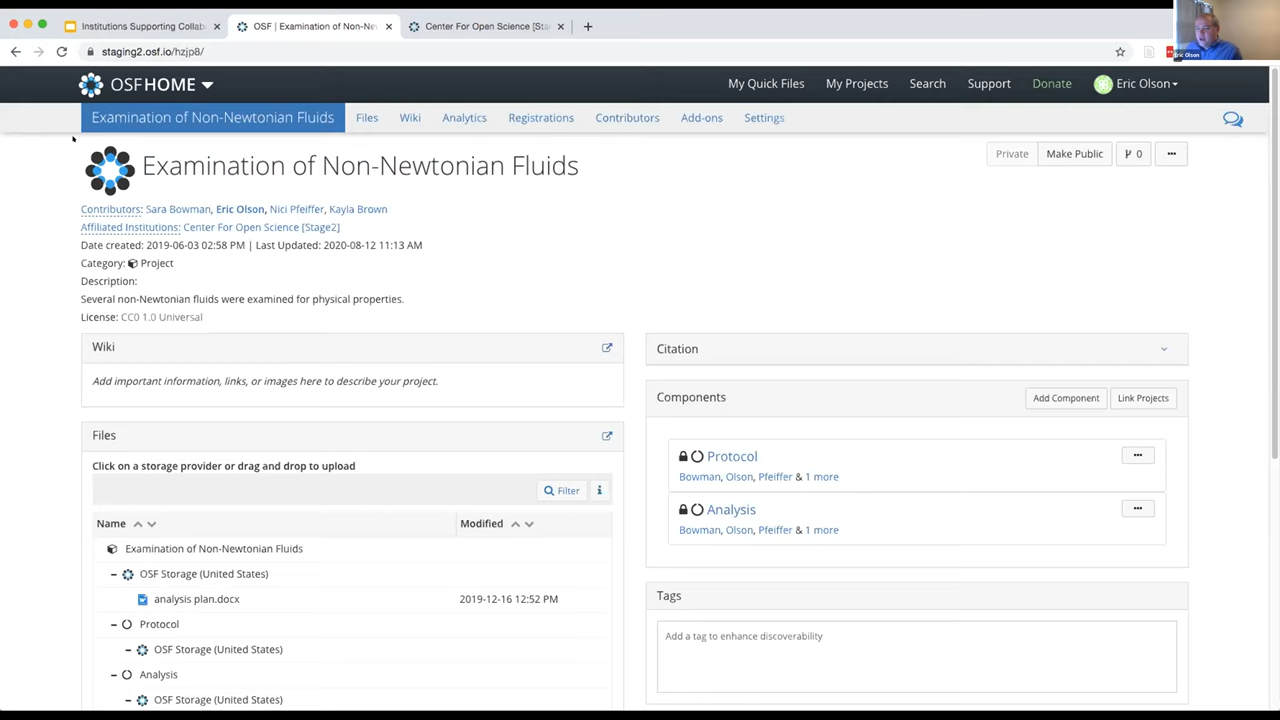 Institutions Supporting Collab
OSF | Examination of Non-Ne
Center For Open Science [Sta
staging2.osf.io/hzjp8/
Eric Olson
OSFHOME
My Quick Files
My Projects
Search
Support
Donate
Eric Olson
Examination of Non-Newtonian Fluids
Files
Wiki
Analytics
Registrations
Contributors
Add-ons
Settings
Examination of Non-Newtonian Fluids
Private
Make Public
0
Contributors: Sara Bowman, Eric Olson, Nici Pfeiffer, Kayla Brown
Affiliated Institutions: Center For Open Science [Stage2]
Date created: 2019-06-03 02:58 PM | Last Updated: 2020-08-12 11:13 AM
Category: Project
Description:
Several non-Newtonian fluids were examined for physical properties.
License: CC0 1.0 Universal
Wiki
Add important information, links, or images here to describe your project.
Files
Click on a storage provider or drag and drop to upload
Filter
Name
Modified
Examination of Non-Newtonian Fluids
OSF Storage (United States)
analysis plan.docx
2019-12-16 12:52 PM
Protocol
OSF Storage (United States)
Analysis
OSF Storage (United States)
Citation
Components
Add Component
Link Projects
Protocol
Bowman, Olson, Pfeiffer & 1 more
Analysis
Bowman, Olson, Pfeiffer & 1 more
Tags
Add a tag to enhance discoverability